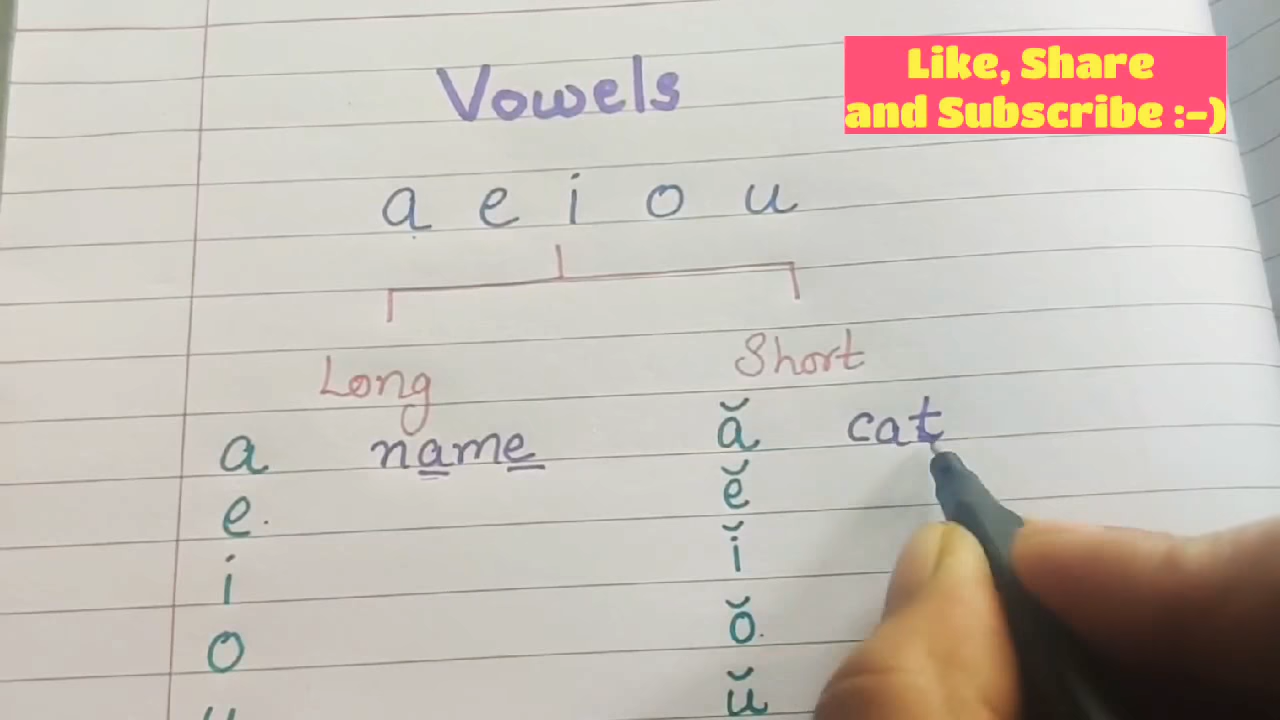 Like, Share
and Subscribe :-)
Vowels
a e i o u
Long Short
a name ă cat
e. ĕ
i ĭ
o ŏ.
u ŭ